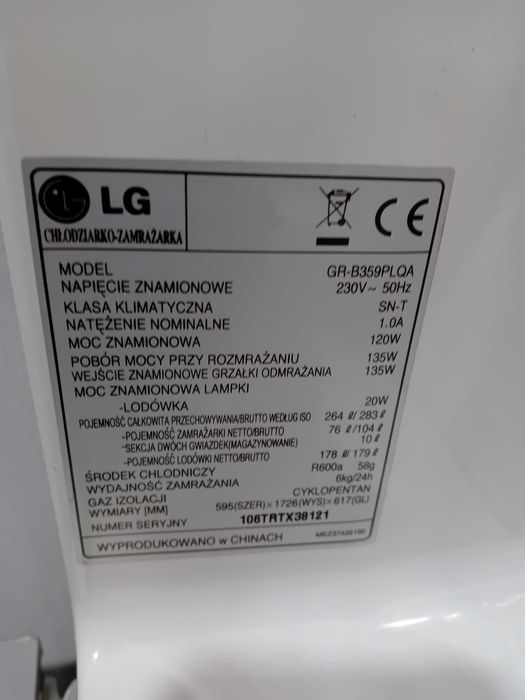 LG
CE
CHŁODZIARKO-ZAMRAŻARKA
MODEL GR-B359PLQA
NAPIĘCIE ZNAMIONOWE 230V~ 50Hz
KLASA KLIMATYCZNA SN-T
NATĘŻENIE NOMINALNE 1.0A
MOC ZNAMIONOWA 120W
POBÓR MOCY PRZY ROZMRAŻANIU 135W
WEJŚCIE ZNAMIONOWE GRZAŁKI ODMRAŻANIA 135W
MOC ZNAMIONOWA LAMPKI
-LODÓWKA 20W
POJEMNOŚĆ CAŁKOWITA PRZECHOWYWANIA/BRUTTO WEDŁUG ISO 264 ℓ/ 283 ℓ
-POJEMNOŚĆ ZAMRAŻARKI NETTO/BRUTTO 76 ℓ/104 ℓ
-SEKCJA DWÓCH GWIAZDEK(MAGAZYNOWANIE) 10 ℓ
-POJEMNOŚĆ LODÓWKI NETTO/BRUTTO 178 ℓ/ 179 ℓ
ŚRODEK CHŁODNICZY R600a 58g
WYDAJNOŚĆ ZAMRAŻANIA 6kg/24h
GAZ IZOLACJI CYKLOPENTAN
WYMIARY [MM] 595(SZER)×1726(WYS)×617(GŁ)
NUMER SERYJNY 106TRTX38121
WYPRODUKOWANO w CHINACH